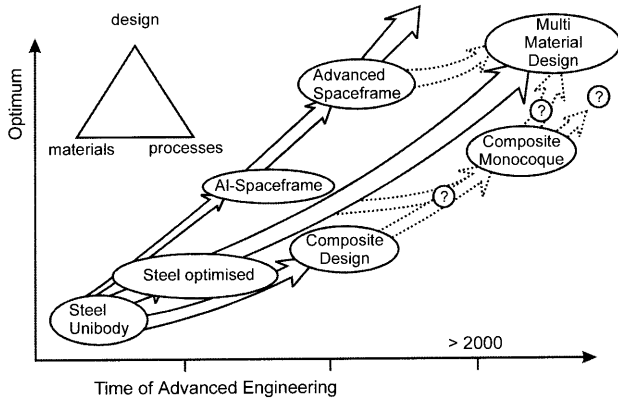 design
materials processes
Optimum
Multi
Material
Design
Advanced
Spaceframe
?
?
Composite
Monocoque
Al-Spaceframe
?
Composite
Design
Steel optimised
Steel
Unibody
> 2000
Time of Advanced Engineering